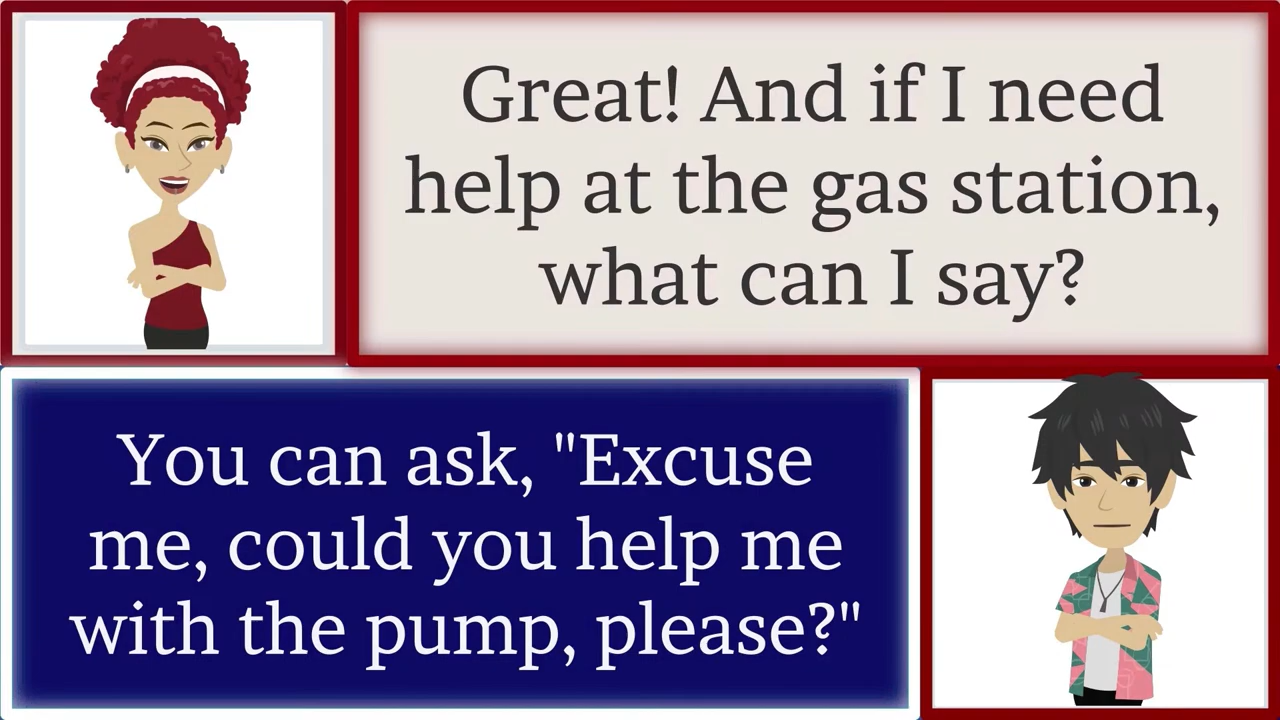 Great! And if I need
help at the gas station,
what can I say?
You can ask, "Excuse
me, could you help me
with the pump, please?"